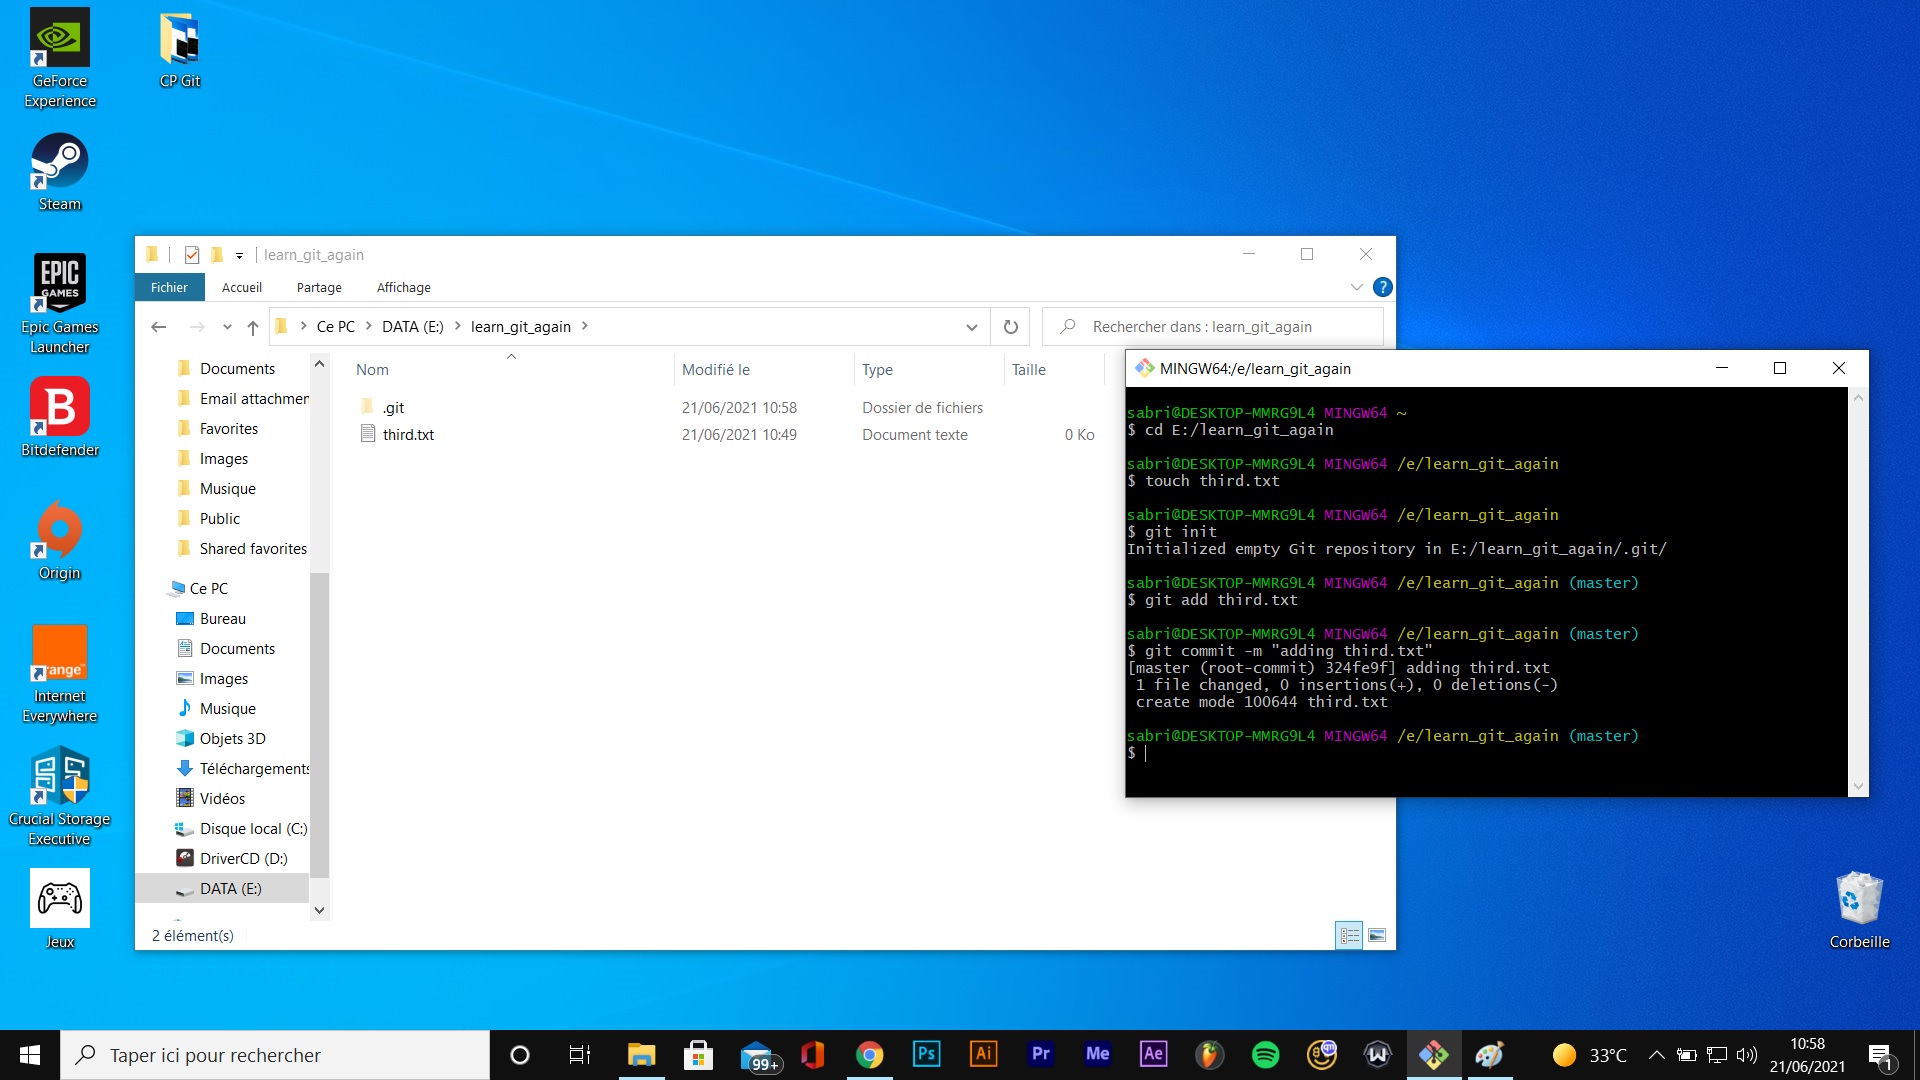 GeForce
Experience
CP Git
Steam
EPIC
GAMES
Epic Games
Launcher
B
Bitdefender
Origin
range™
Internet
Everywhere
Crucial Storage
Executive
Jeux
Corbeille
learn_git_again
Fichier
Accueil
Partage
Affichage
?
Ce PC
DATA (E:)
learn_git_again
Rechercher dans : learn_git_again
Documents
Email attachmen
Favorites
Images
Musique
Public
Shared favorites
Ce PC
Bureau
Documents
Images
Musique
Objets 3D
Téléchargements
Vidéos
Disque local (C:)
DriverCD (D:)
DATA (E:)
Nom Modifié le Type Taille
.git 21/06/2021 10:58 Dossier de fichiers
third.txt 21/06/2021 10:49 Document texte 0 Ko
2 élément(s)
MINGW64:/e/learn_git_again
sabri@DESKTOP-MMRG9L4 MINGW64 ~
$ cd E:/learn_git_again
sabri@DESKTOP-MMRG9L4 MINGW64 /e/learn_git_again
$ touch third.txt
sabri@DESKTOP-MMRG9L4 MINGW64 /e/learn_git_again
$ git init
Initialized empty Git repository in E:/learn_git_again/.git/
sabri@DESKTOP-MMRG9L4 MINGW64 /e/learn_git_again (master)
$ git add third.txt
sabri@DESKTOP-MMRG9L4 MINGW64 /e/learn_git_again (master)
$ git commit -m "adding third.txt"
[master (root-commit) 324fe9f] adding third.txt
1 file changed, 0 insertions(+), 0 deletions(-)
create mode 100644 third.txt
sabri@DESKTOP-MMRG9L4 MINGW64 /e/learn_git_again (master)
$
Taper ici pour rechercher
99+
Ps
Ai
Pr
Me
Ae
33°C
10:58
21/06/2021
1